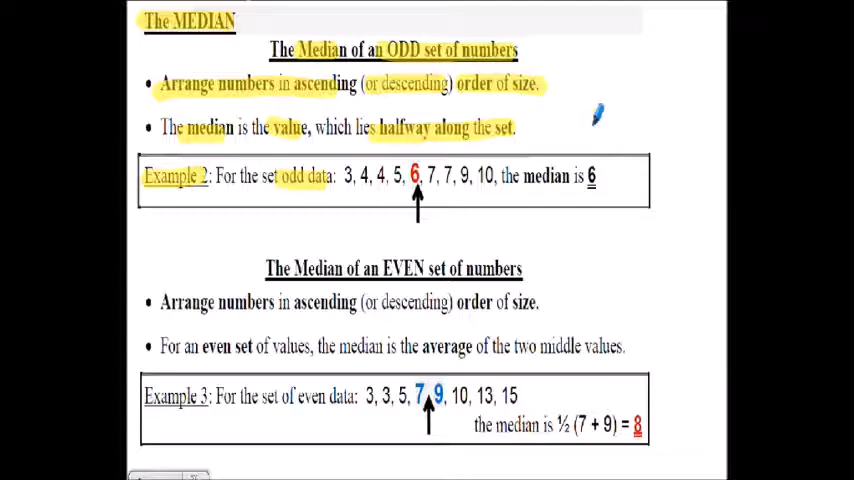 The MEDIAN
The Median of an ODD set of numbers
• Arrange numbers in ascending (or descending) order of size.
• The median is the value, which lies halfway along the set.
Example 2: For the set odd data: 3, 4, 4, 5, 6, 7, 7, 9, 10, the median is 6
The Median of an EVEN set of numbers
• Arrange numbers in ascending (or descending) order of size.
• For an even set of values, the median is the average of the two middle values.
Example 3: For the set of even data: 3, 3, 5, 7, 9, 10, 13, 15
the median is ½ (7 + 9) = 8